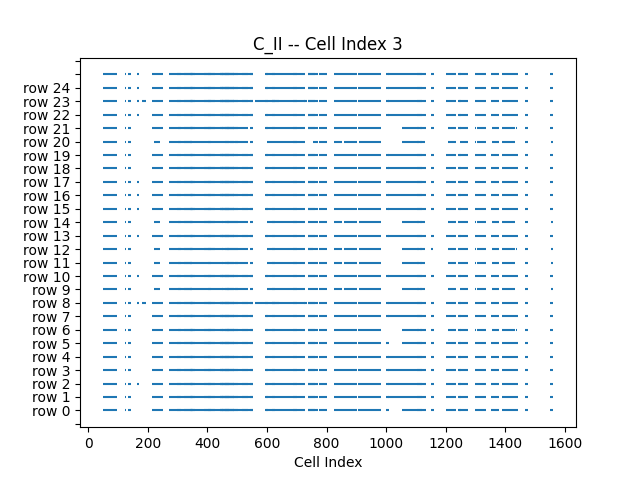 C_II -- Cell Index 3
row 24
row 23
row 22
row 21
row 20
row 19
row 18
row 17
row 16
row 15
row 14
row 13
row 12
row 11
row 10
row 9
row 8
row 7
row 6
row 5
row 4
row 3
row 2
row 1
row 0
0 200 400 600 800 1000 1200 1400 1600
Cell Index